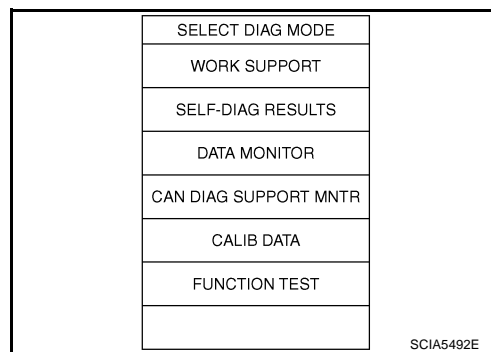 SELECT DIAG MODE
WORK SUPPORT
SELF-DIAG RESULTS
DATA MONITOR
CAN DIAG SUPPORT MNTR
CALIB DATA
FUNCTION TEST
SCIA5492E